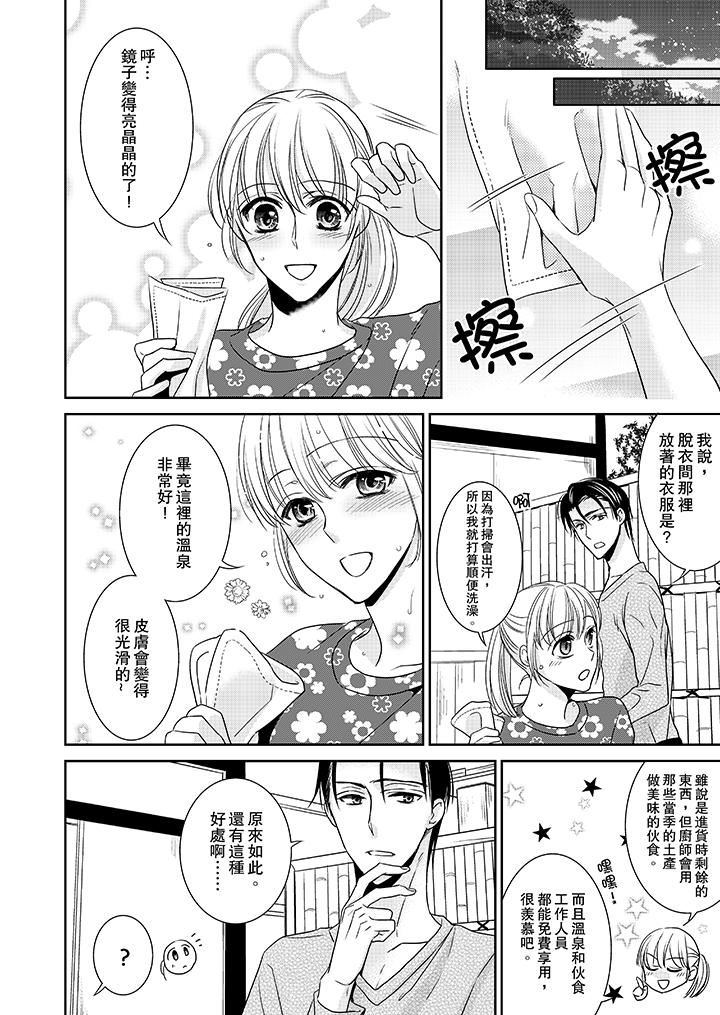 擦
擦
呼…
鏡子變得亮晶晶的了！
我說，
脫衣間那裡
放著的衣服是？
啊
因為打掃會出汗，
所以我就打算順便洗澡。
畢竟這裡的溫泉
非常好！
皮膚會變得
很光滑的~
雖說是進貨時剩餘的
東西，但廚師會用
那些當季的土產
做美味的伙食
嘿嘿！
而且溫泉和伙食
工作人員
都能免費享用，
很羨慕吧。
原來如此。
還有這種
好處啊……
？